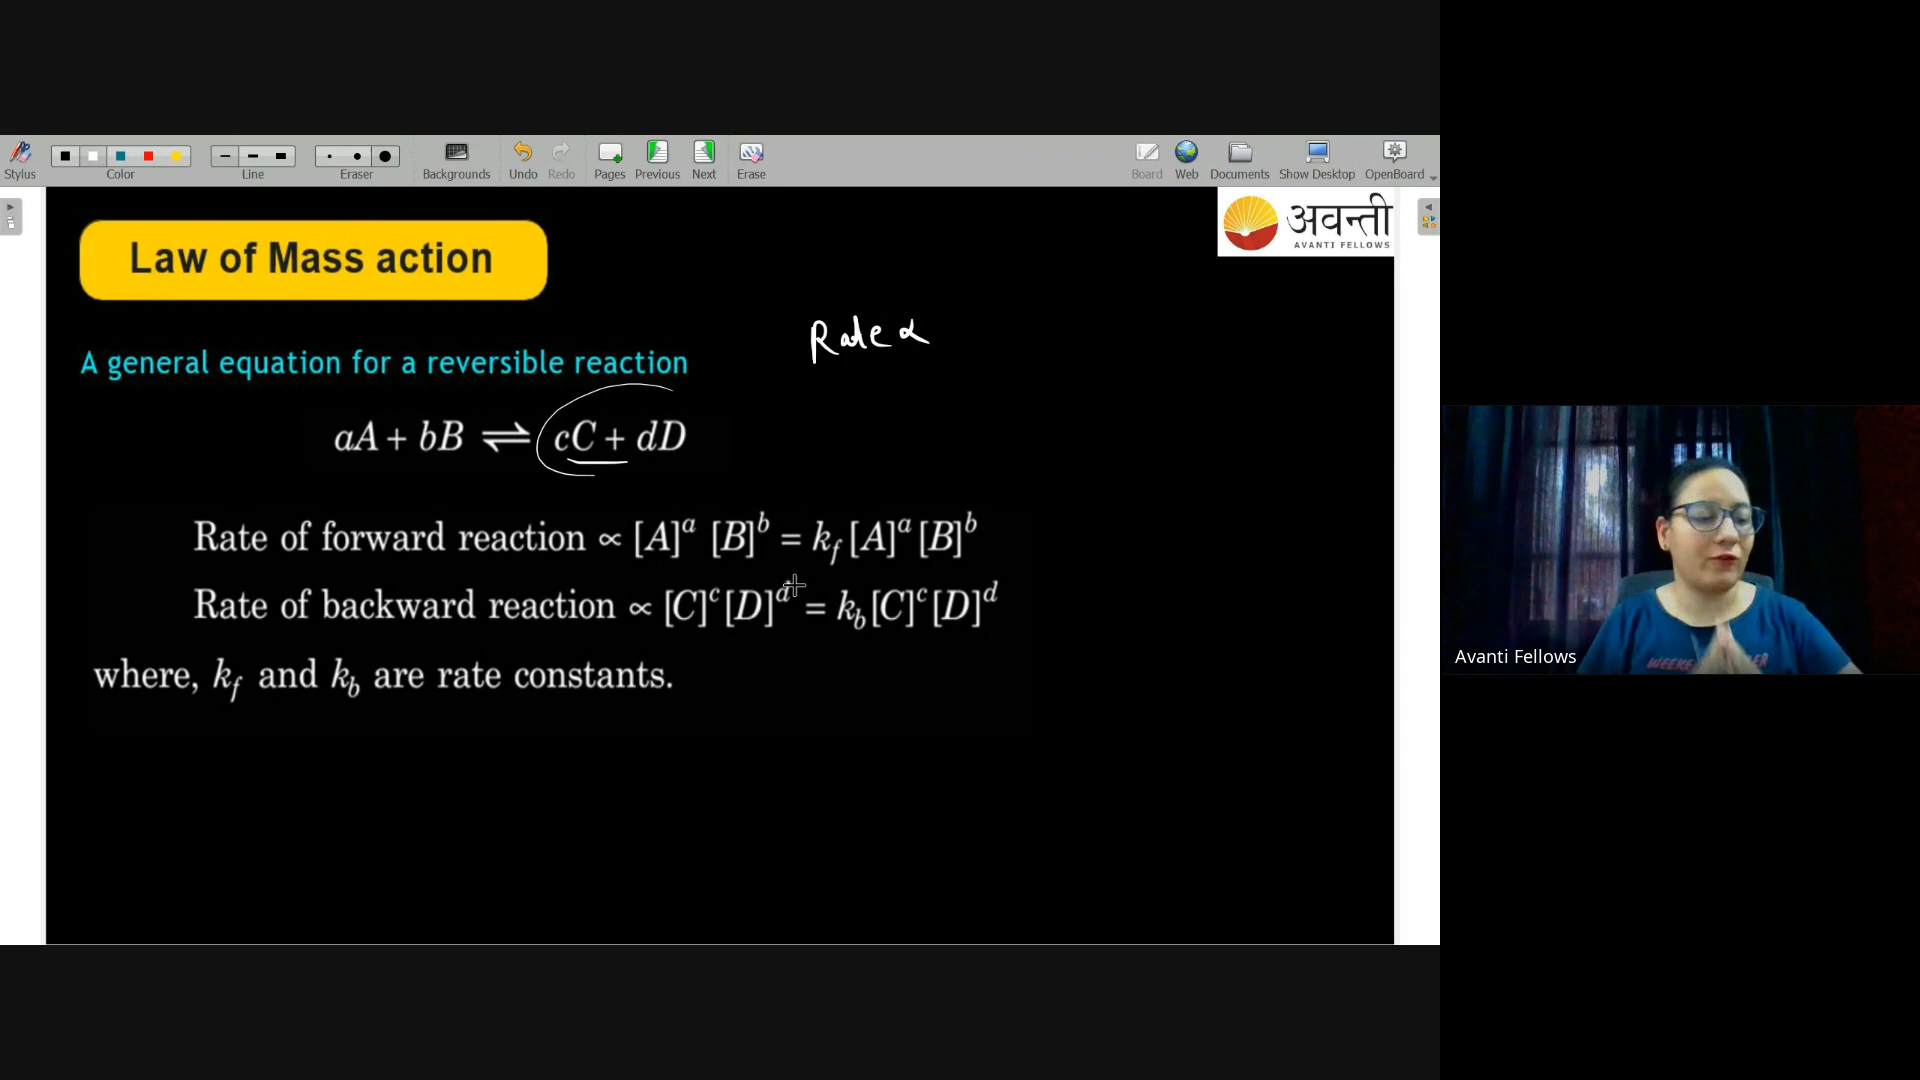 Stylus Color Line Eraser Backgrounds Undo Redo Pages Previous Next Erase Board Web Documents Show Desktop OpenBoard
अवन्ती
AVANTI FELLOWS
Law of Mass action
Rate ∝
A general equation for a reversible reaction
aA + bB ⇌ cC + dD
Rate of forward reaction ∝ [A]^a [B]^b = k_f [A]^a [B]^b
Rate of backward reaction ∝ [C]^c [D]^d = k_b [C]^c [D]^d
where, k_f and k_b are rate constants.
Avanti Fellows